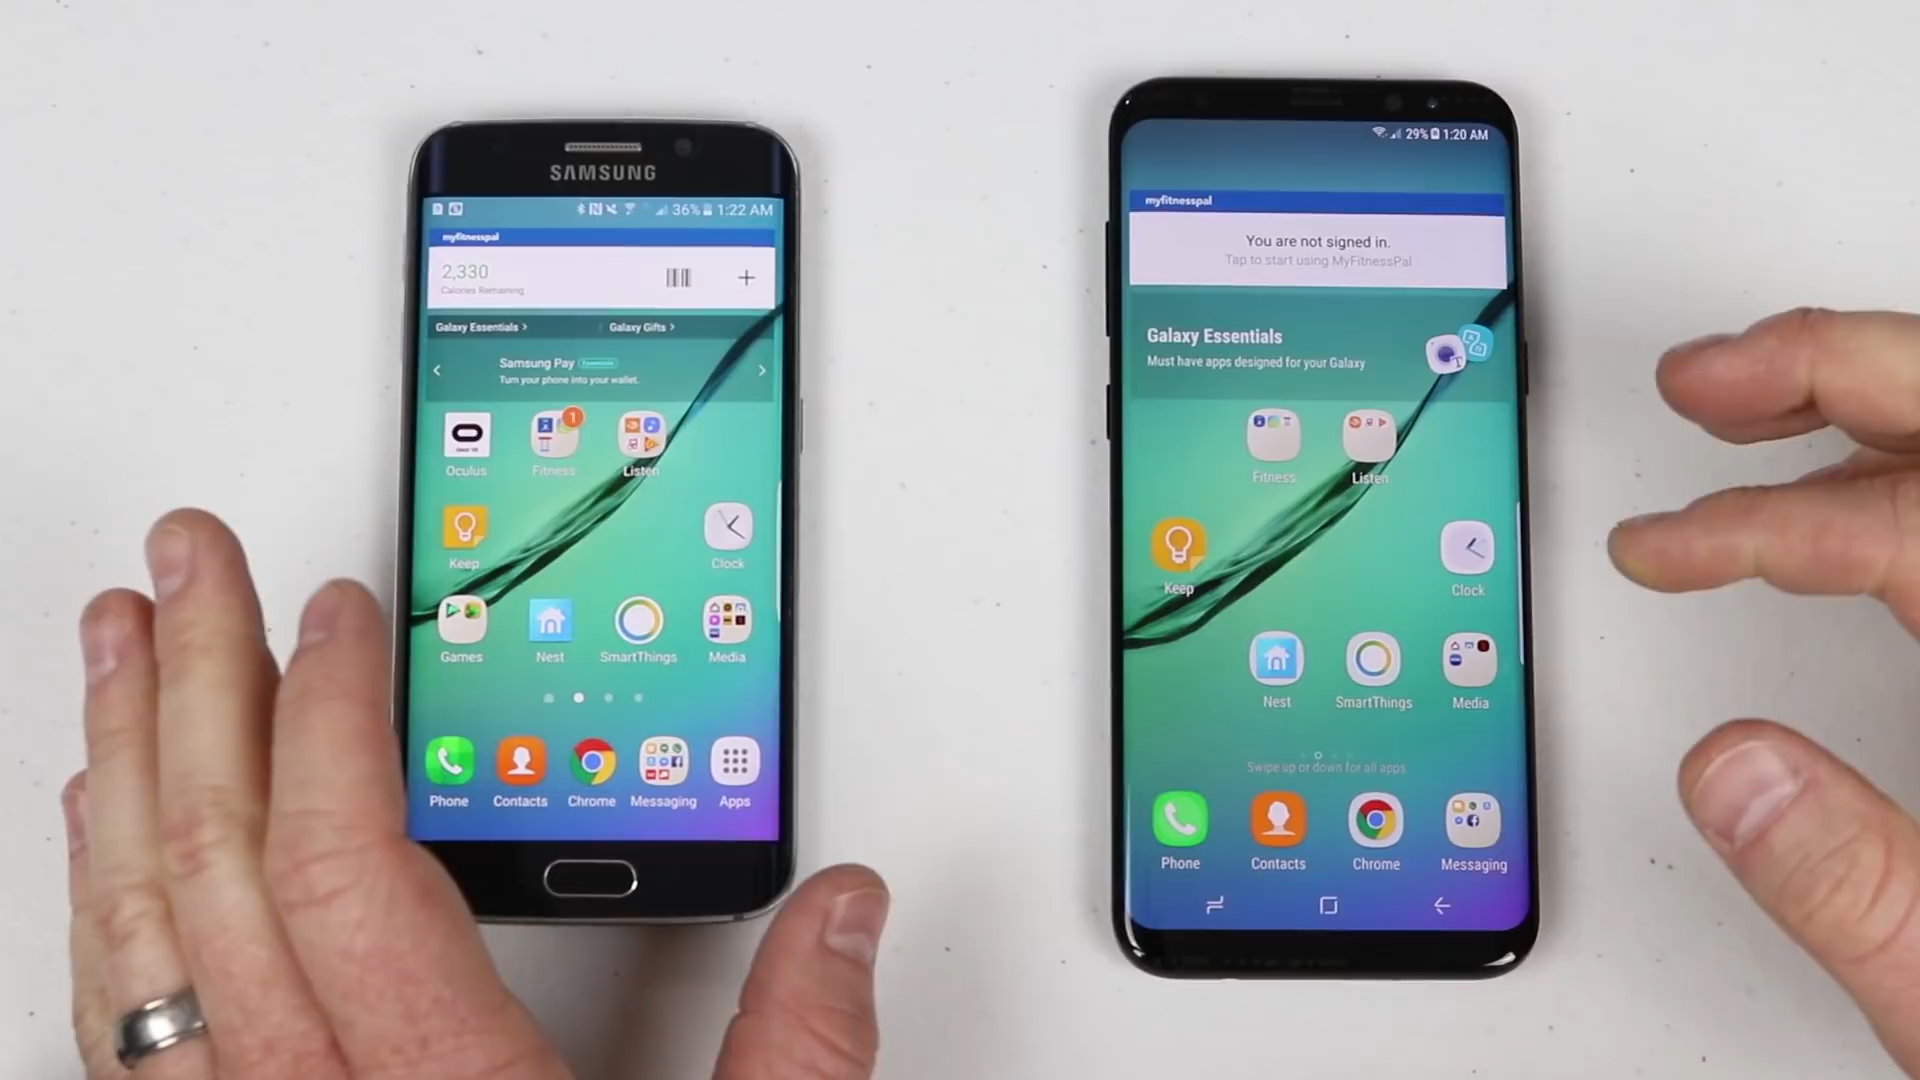 SAMSUNG
36% 1:22 AM
myfitnesspal
2,330
Calories Remaining
Galaxy Essentials >
Galaxy Gifts >
Samsung Pay
Turn your phone into your wallet.
Oculus
1
Fitness
Listen
Keep
Clock
Games
Nest
SmartThings
Media
Phone
Contacts
Chrome
Messaging
Apps
29% 1:20 AM
myfitnesspal
You are not signed in.
Tap to start using MyFitnessPal
Galaxy Essentials
Must have apps designed for your Galaxy
Fitness
Listen
Keep
Clock
Nest
SmartThings
Media
Swipe up or down for all apps
Phone
Contacts
Chrome
Messaging